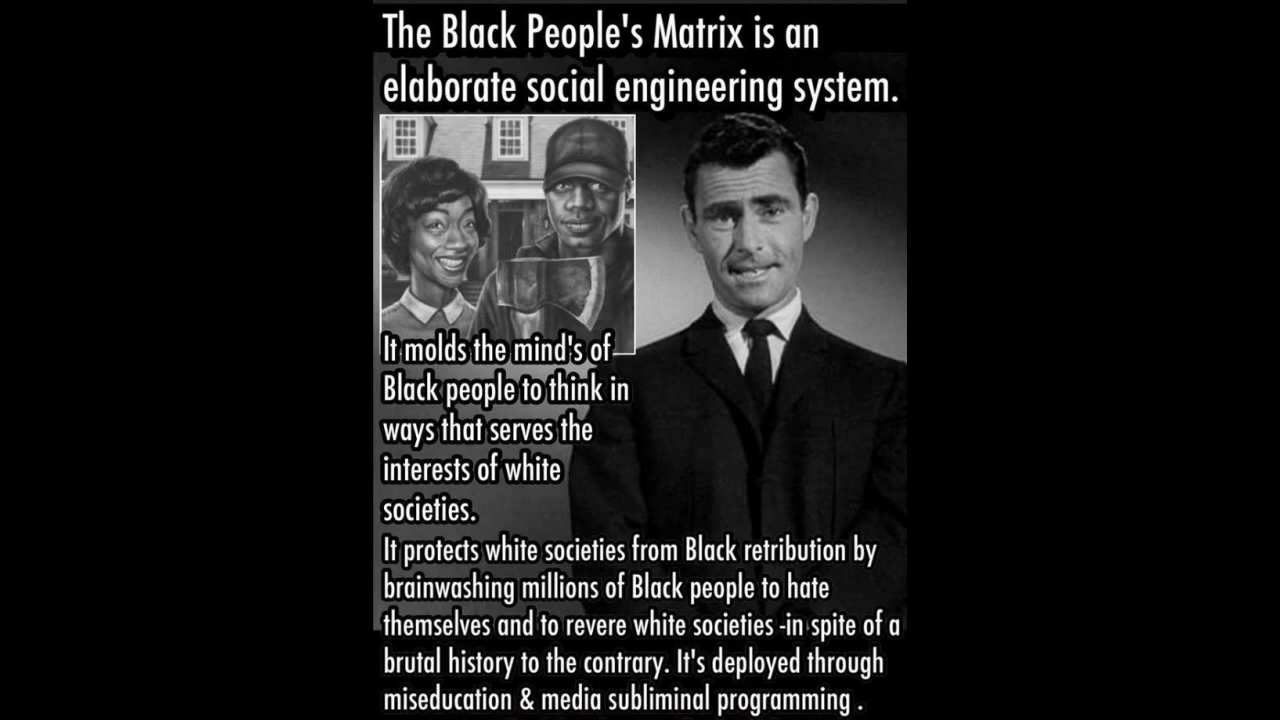 The Black People's Matrix is an
elaborate social engineering system.
It molds the mind's of
Black people to think in
ways that serves the
interests of white
societies.
It protects white societies from Black retribution by
brainwashing millions of Black people to hate
themselves and to revere white societies -in spite of a
brutal history to the contrary. It's deployed through
miseducation & media subliminal programming .